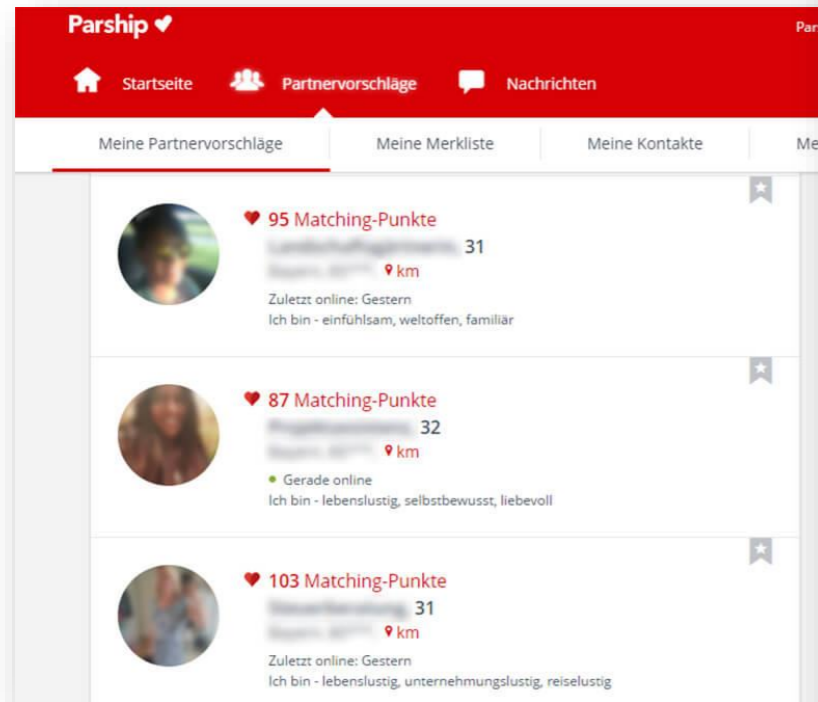 Parship
Par
Startseite Partnervorschläge Nachrichten
Meine Partnervorschläge Meine Merkliste Meine Kontakte Me
95 Matching-Punkte
31
km
Zuletzt online: Gestern
Ich bin - einfühlsam, weltoffen, familiär
87 Matching-Punkte
32
km
Gerade online
Ich bin - lebenslustig, selbstbewusst, liebevoll
103 Matching-Punkte
31
km
Zuletzt online: Gestern
Ich bin - lebenslustig, unternehmungslustig, reiselustig